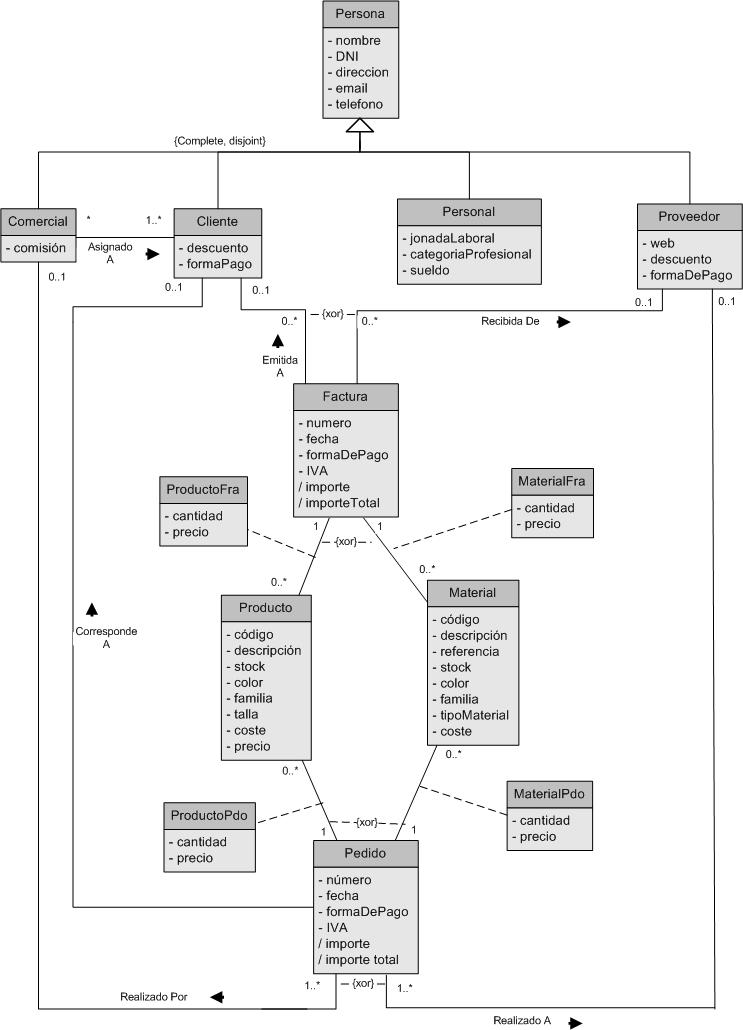 Persona
- nombre
- DNI
- direccion
- email
- telefono
{Complete, disjoint}
Comercial
- comisión
*
1..*
Asignado
A
Cliente
- descuento
- formaPago
Personal
- jonadaLaboral
- categoriaProfesional
- sueldo
Proveedor
- web
- descuento
- formaDePago
0..1
0..1
0..1
0..1
0..1
0..*
{xor}
0..*
Recibida De
Emitida
A
Factura
- numero
- fecha
- formaDePago
- IVA
/ importe
/ importeTotal
ProductoFra
- cantidad
- precio
MaterialFra
- cantidad
- precio
1
1
{xor}
0..*
0..*
Producto
- código
- descripción
- stock
- color
- familia
- talla
- coste
- precio
Material
- código
- descripción
- referencia
- stock
- color
- familia
- tipoMaterial
- coste
Corresponde
A
0..*
0..*
ProductoPdo
- cantidad
- precio
MaterialPdo
- cantidad
- precio
1
{xor}
1
Pedido
- número
- fecha
- formaDePago
- IVA
/ importe
/ importe total
1..*
{xor}
1..*
Realizado Por
Realizado A